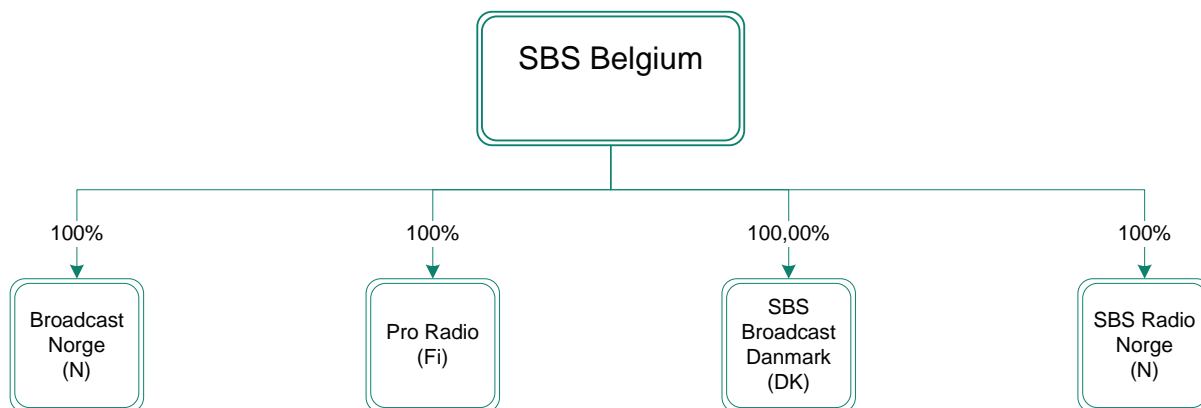 SBS Belgium
100%
100%
100,00%
100%
Broadcast
Norge
(N)
Pro Radio
(Fi)
SBS
Broadcast
Danmark
(DK)
SBS Radio
Norge
(N)